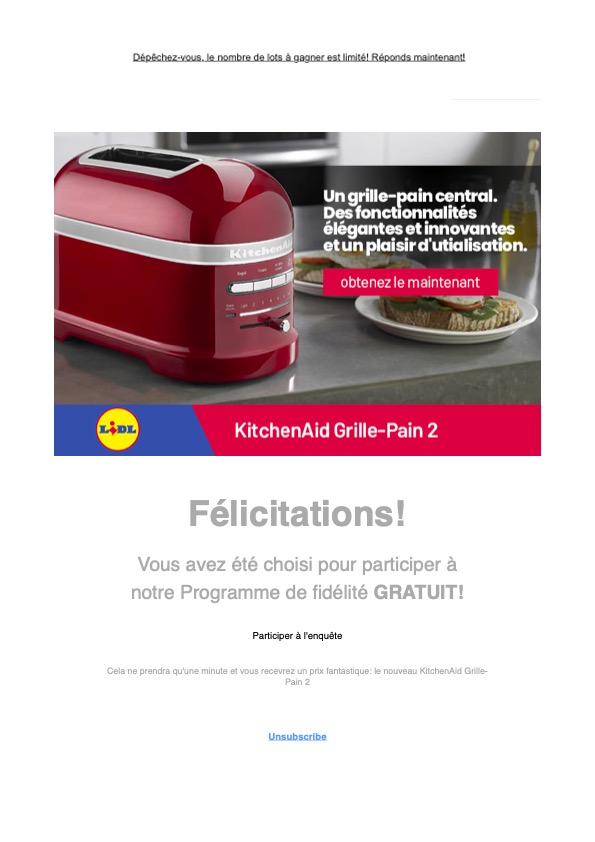 Dépêchez-vous, le nombre de lots à gagner est limité! Réponds maintenant!
KitchenAid
Un grille-pain central.
Des fonctionnalités
élégantes et innovantes
et un plaisir d'utialisation.
obtenez le maintenant
LIDL
KitchenAid Grille-Pain 2
Félicitations!
Vous avez été choisi pour participer à
notre Programme de fidélité GRATUIT!
Participer à l'enquête
Cela ne prendra qu'une minute et vous recevrez un prix fantastique: le nouveau KitchenAid Grille-
Pain 2
Unsubscribe